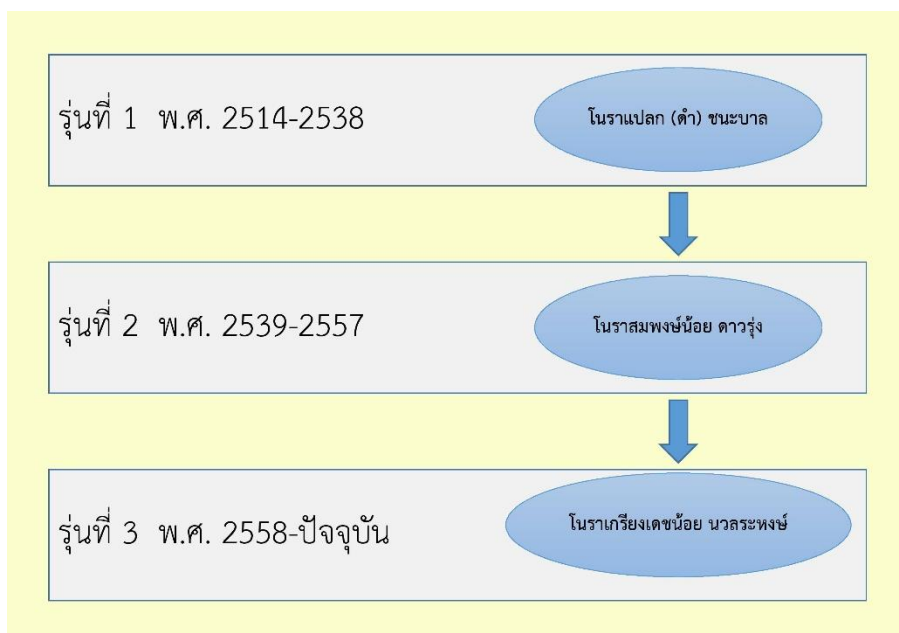 รุ่นที่ 1 พ.ศ. 2514-2538
โนราแปลก (ดำ) ชนะบาล
รุ่นที่ 2 พ.ศ. 2539-2557
โนราสมพงษ์น้อย ดาวรุ่ง
รุ่นที่ 3 พ.ศ. 2558-ปัจจุบัน
โนราเกรียงเดชน้อย นวลระหงษ์